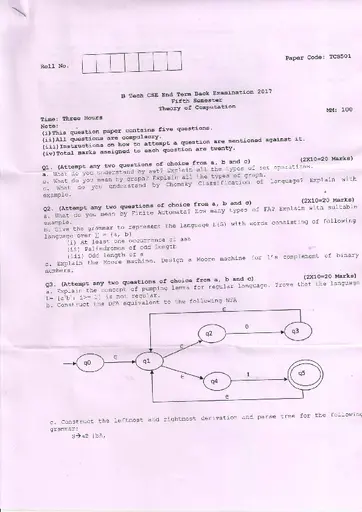 Roll No.
Paper Code: TCS501
B Tech CSE End Term Back Examination 2017
Fifth Semester
Theory of Computation
Time: Three Hours
MM: 100
Note:
(i)This question paper contains five questions.
(ii)All questions are compulsory.
(iii)Instructions on how to attempt a question are mentioned against it.
(iv)Total marks assigned to each question are twenty.
Q1. (Attempt any two questions of choice from a, b and c) (2X10=20 Marks)
a. What do you understand by set? Explain all the types of set operations.
b. What do you mean by graph? Explain all the types of graph.
c. What do you understand by Chomsky Classification of language? Explain with
example.
Q2. (Attempt any two questions of choice from a, b and c) (2X10=20 Marks)
a. What do you mean by Finite Automata? How many types of FA? Explain with suitable
example.
b. Give the grammar to represent the language L(G) with words consisting of following
language over Σ = {a, b}
(i) At least one occurrence of
(ii) Palindromes of odd length
(iii) Odd length of a
c. Explain the Moore machine. Design a Moore machine for 1's complement of binary
numbers.
Q3. (Attempt any two questions of choice from a, b and c) (2X10=20 Marks)
a. Explain the concept of pumping lemma for regular language. Prove that the language
is not regular.
b. Construct the DFA equivalent to the following NFA
q0
q1
q2
0
q3
q4
1
q5
c. Construct the leftmost and rightmost derivation and parse tree for the following
grammar: